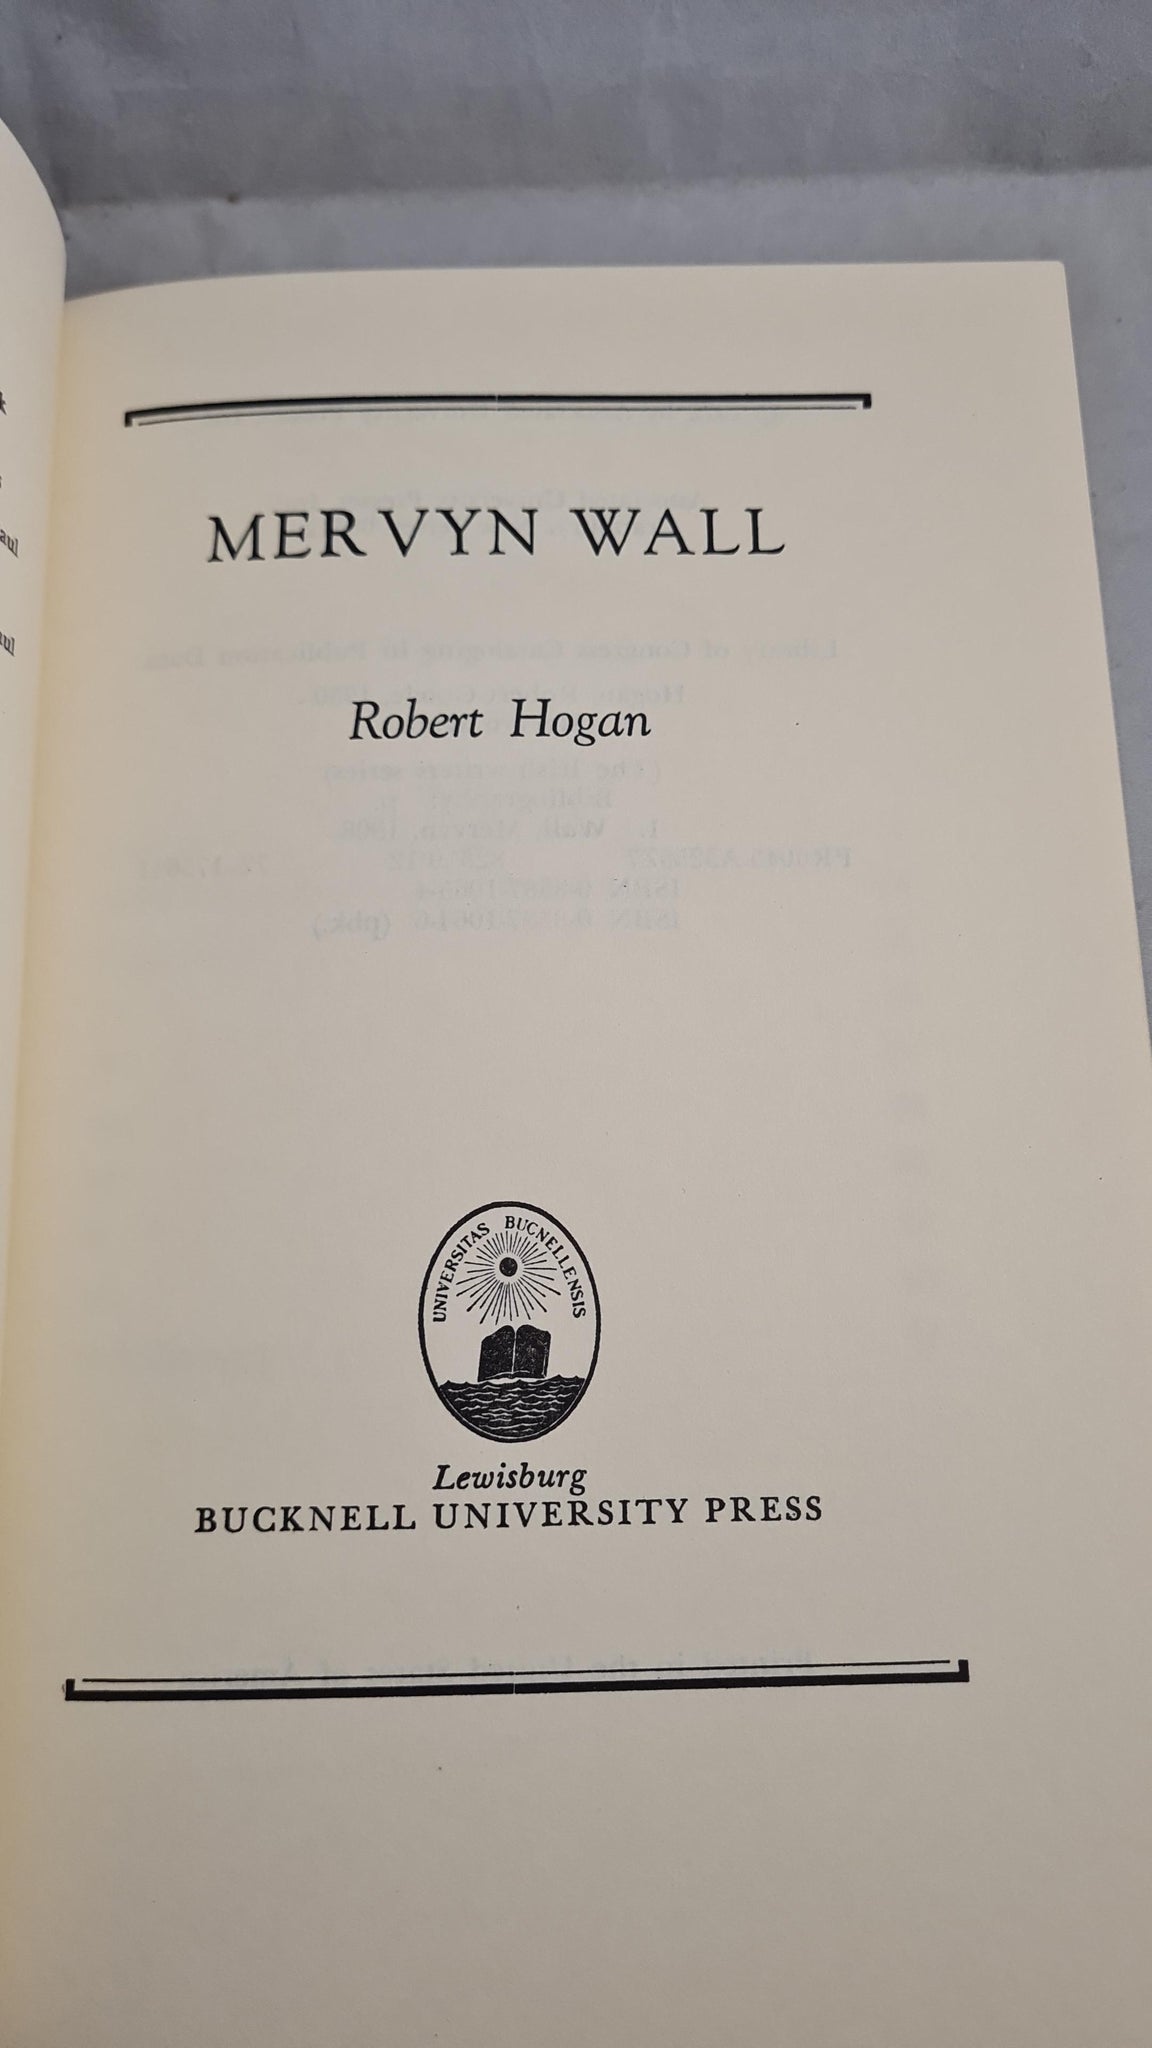 MERVYN WALL
Robert Hogan
UNIVERSITAS BUCNELLENSIS
Lewisburg
BUCKNELL UNIVERSITY PRESS